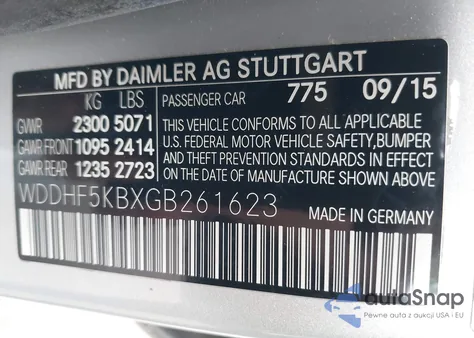 MFD BY DAIMLER AG STUTTGART
KG LBS
GVWR 2300 5071
GAWR FRONT 1095 2414
GAWR REAR 1235 2723
PASSENGER CAR 775 09/15
THIS VEHICLE CONFORMS TO ALL APPLICABLE
U.S. FEDERAL MOTOR VEHICLE SAFETY,BUMPER
AND THEFT PREVENTION STANDARDS IN EFFECT
ON THE DATE OF MANUFACTURE SHOWN ABOVE
WDDHF5KBXGB261623
MADE IN GERMANY
autaSnap
Pewne auta z aukcji USA i EU